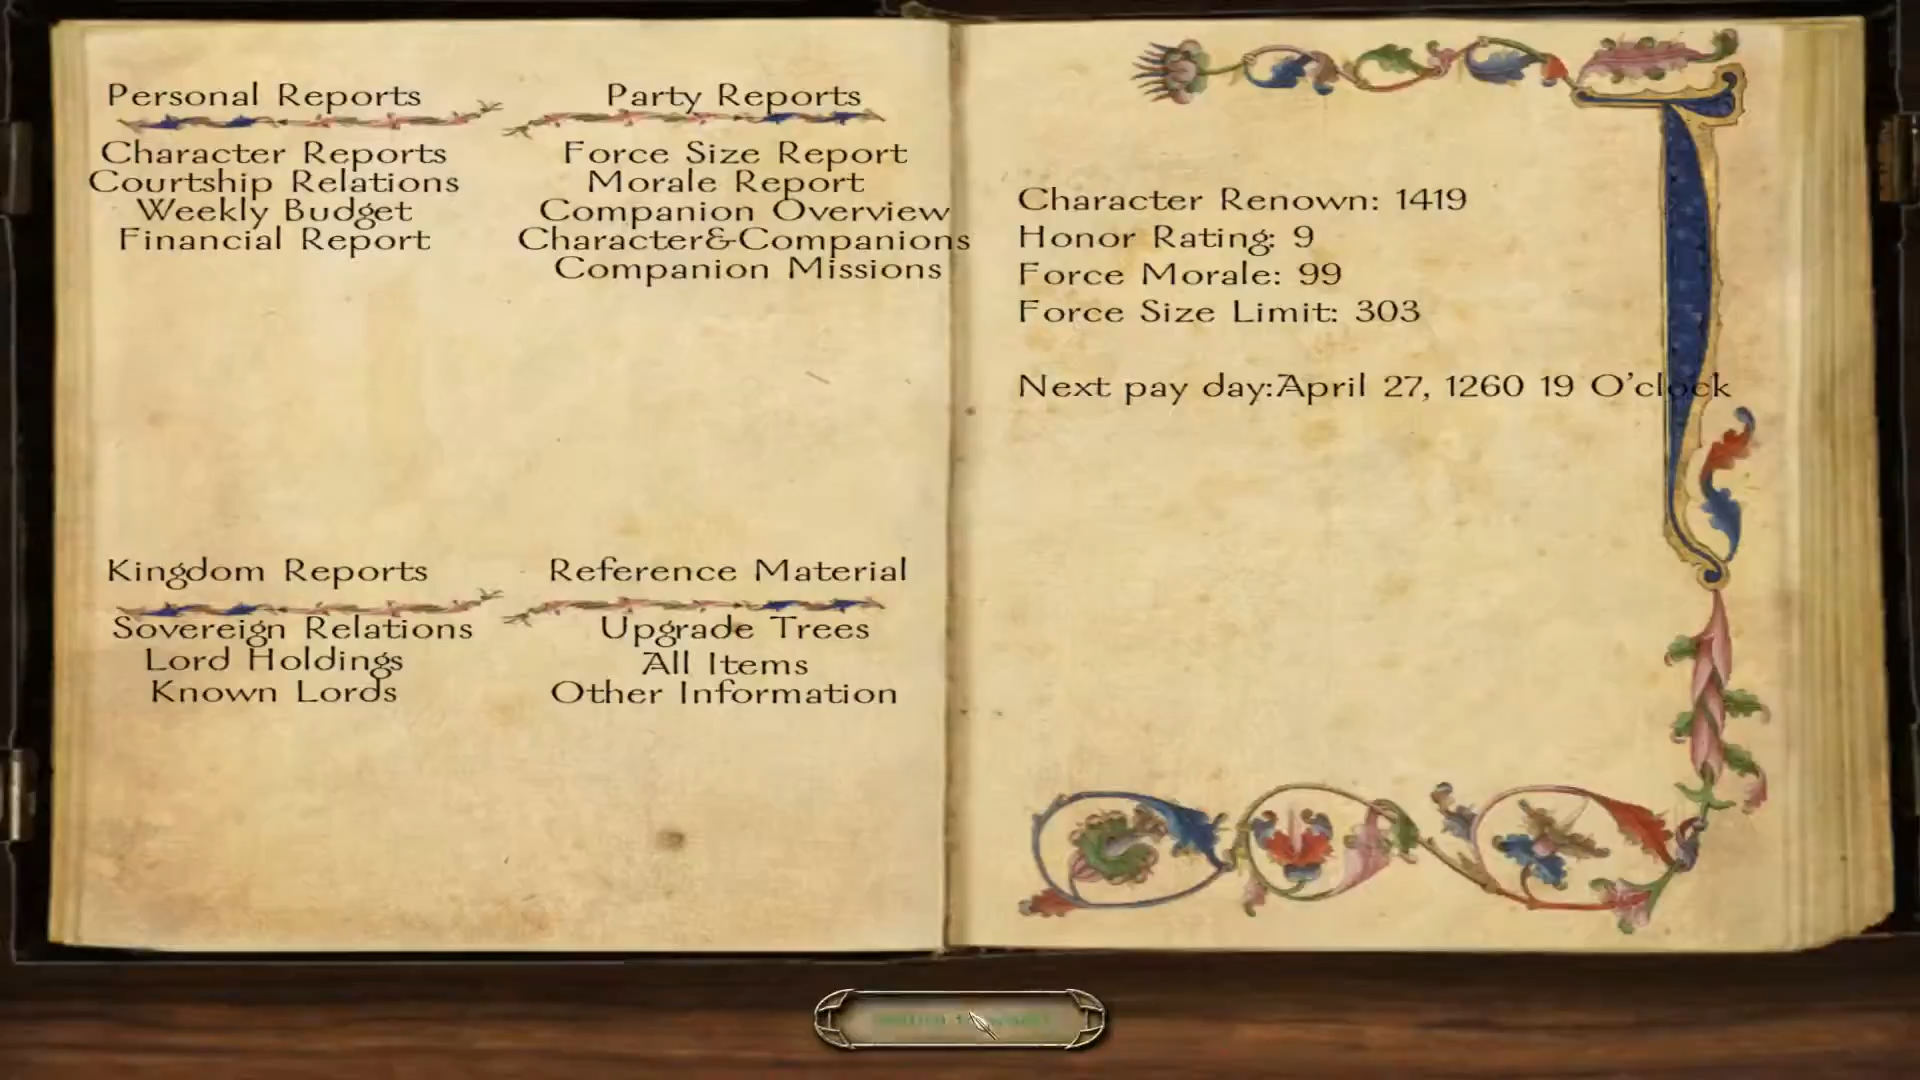 Personal Reports
Character Reports
Courtship Relations
Weekly Budget
Financial Report
Party Reports
Force Size Report
Morale Report
Companion Overview
Character&Companions
Companion Missions
Kingdom Reports
Sovereign Relations
Lord Holdings
Known Lords
Reference Material
Upgrade Trees
All Items
Other Information
Character Renown: 1419
Honor Rating: 9
Force Morale: 99
Force Size Limit: 303
Next pay day:April 27, 1260 19 O'clock